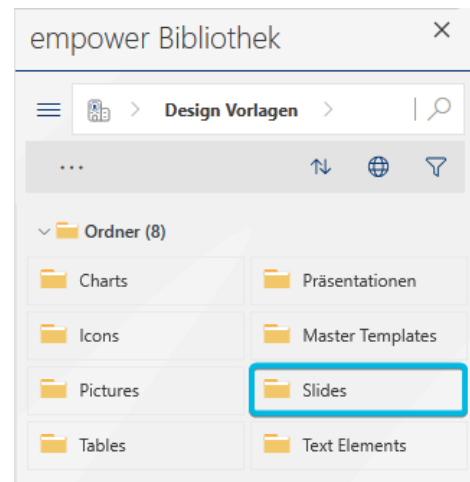 empower Bibliothek
Design Vorlagen
...
Ordner (8)
Charts Präsentationen
Icons Master Templates
Pictures Slides
Tables Text Elements